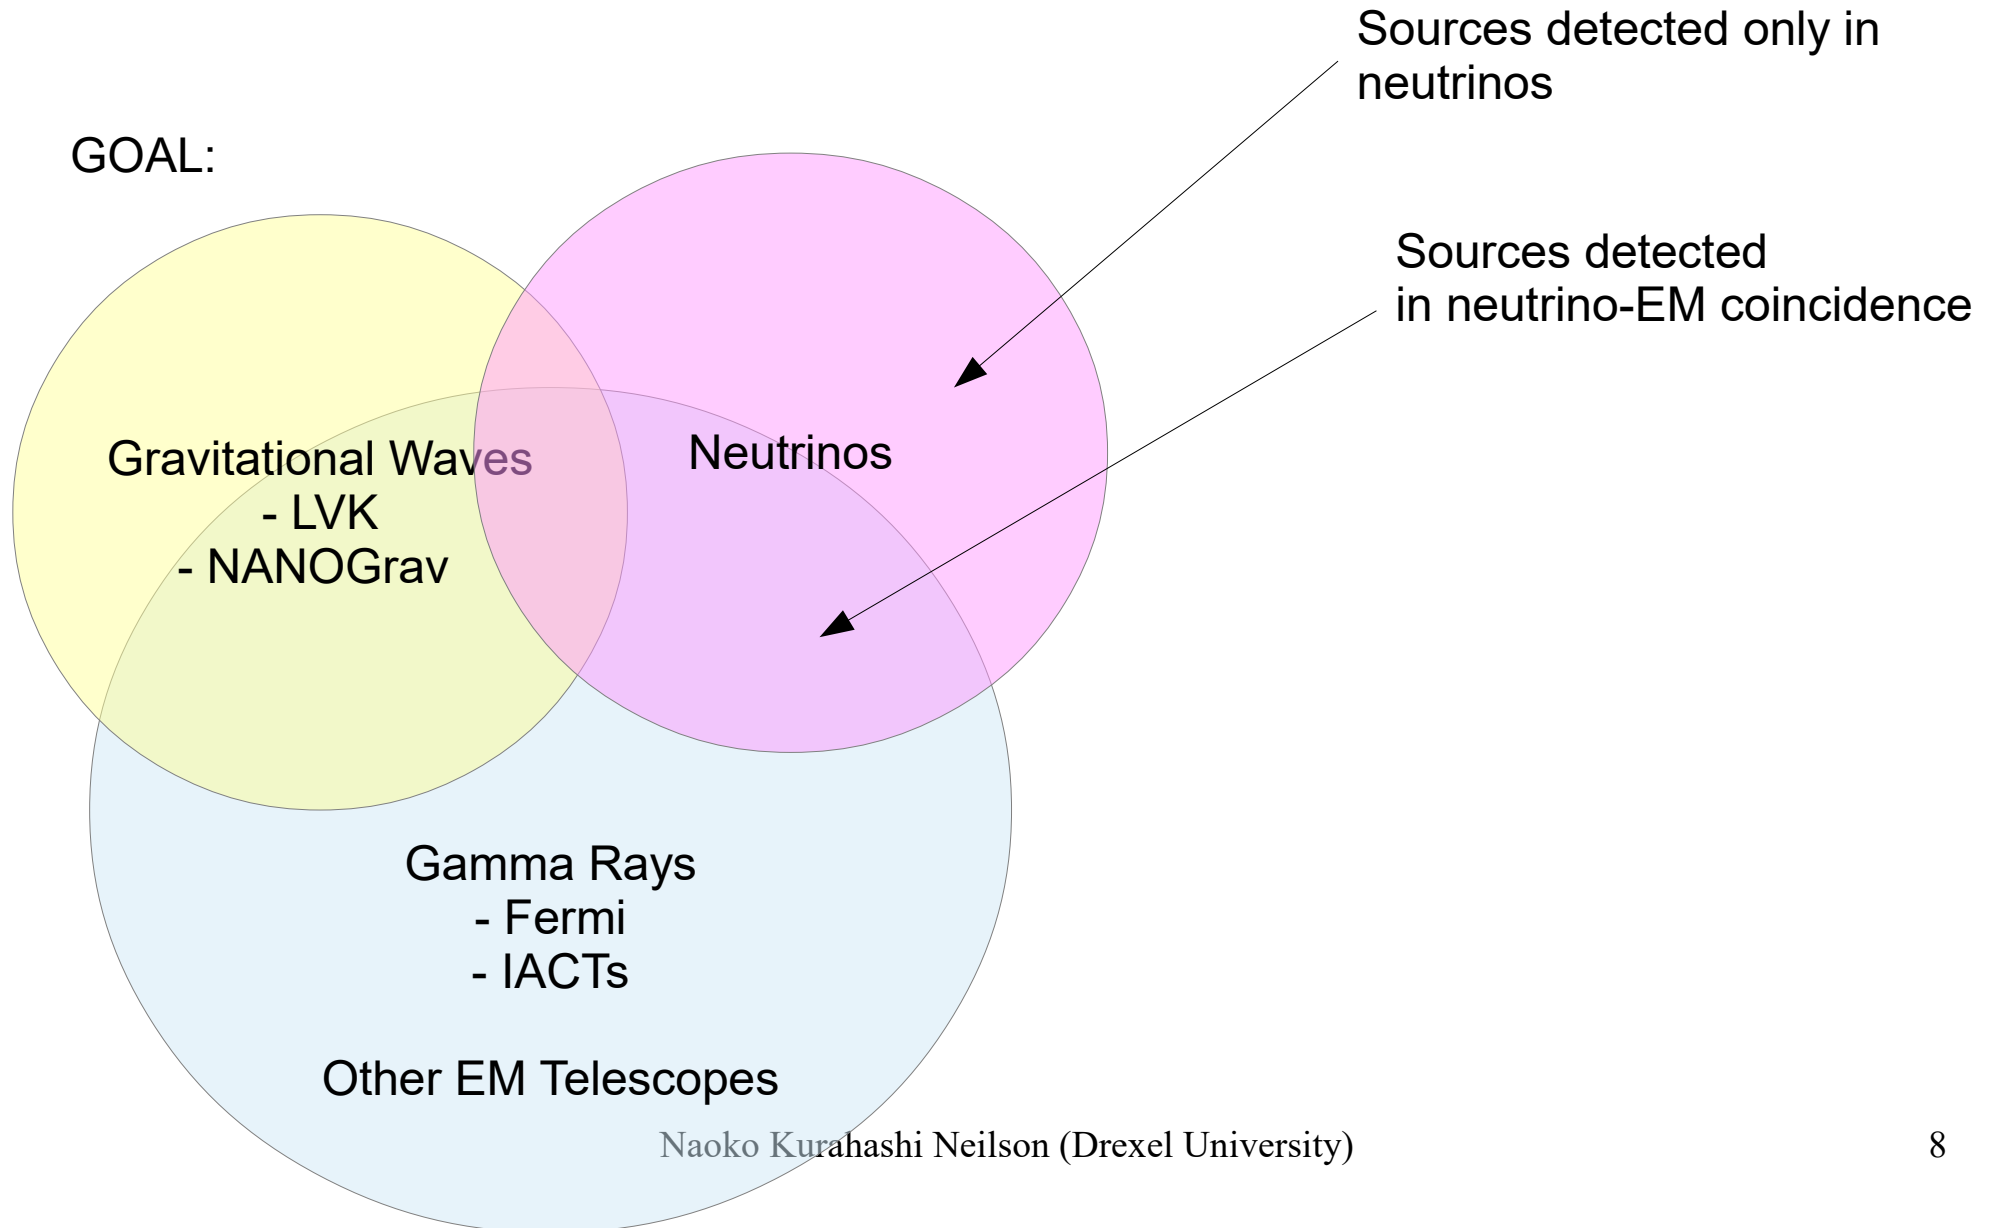 Sources detected only in
neutrinos
GOAL:
Sources detected
in neutrino-EM coincidence
Gravitational Waves
- LVK
- NANOGrav
Neutrinos
Gamma Rays
- Fermi
- IACTs
Other EM Telescopes
Naoko Kurahashi Neilson (Drexel University)
8